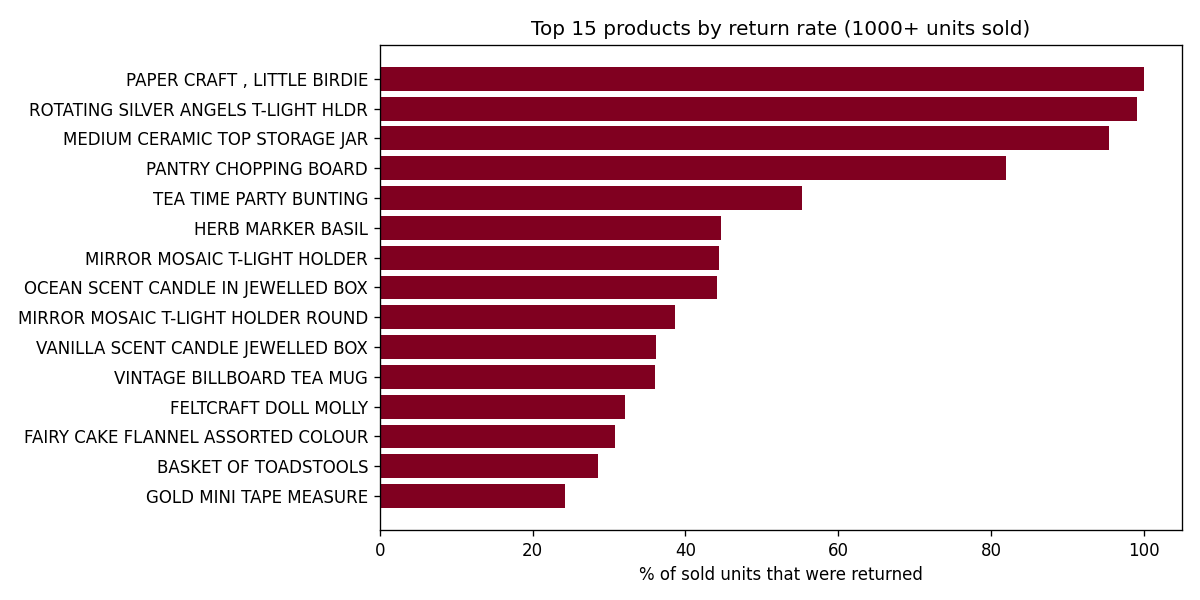 Top 15 products by return rate (1000+ units sold)
PAPER CRAFT , LITTLE BIRDIE
ROTATING SILVER ANGELS T-LIGHT HLDR
MEDIUM CERAMIC TOP STORAGE JAR
PANTRY CHOPPING BOARD
TEA TIME PARTY BUNTING
HERB MARKER BASIL
MIRROR MOSAIC T-LIGHT HOLDER
OCEAN SCENT CANDLE IN JEWELLED BOX
MIRROR MOSAIC T-LIGHT HOLDER ROUND
VANILLA SCENT CANDLE JEWELLED BOX
VINTAGE BILLBOARD TEA MUG
FELTCRAFT DOLL MOLLY
FAIRY CAKE FLANNEL ASSORTED COLOUR
BASKET OF TOADSTOOLS
GOLD MINI TAPE MEASURE
0 20 40 60 80 100
% of sold units that were returned